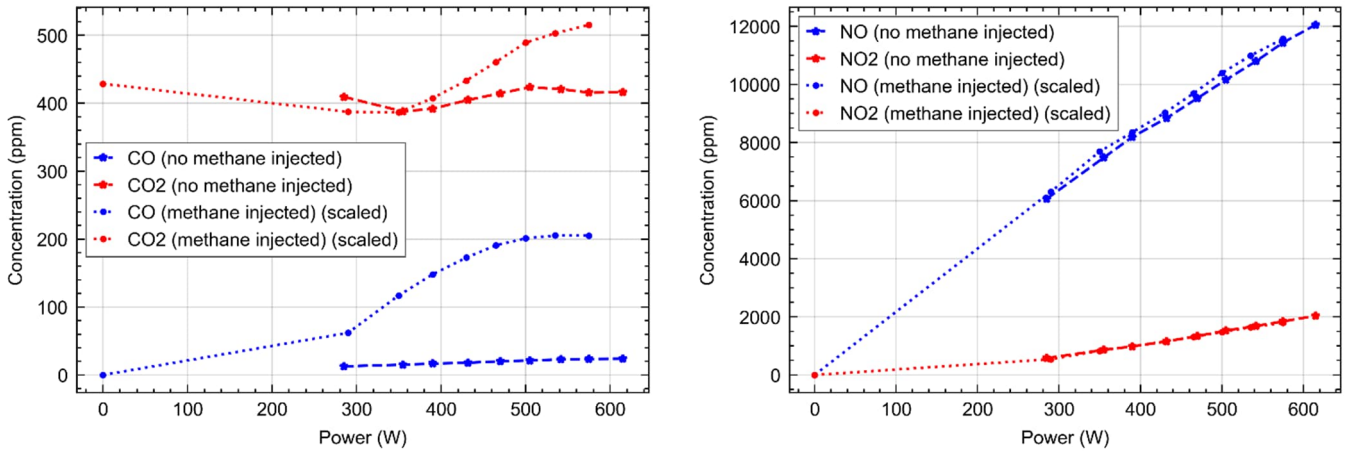 500
400
300
200
100
0
Concentration (ppm)
CO (no methane injected)
CO2 (no methane injected)
CO (methane injected) (scaled)
CO2 (methane injected) (scaled)
0 100 200 300 400 500 600
Power (W)
12000
10000
8000
6000
4000
2000
0
Concentration (ppm)
NO (no methane injected)
NO2 (no methane injected)
NO (methane injected) (scaled)
NO2 (methane injected) (scaled)
0 100 200 300 400 500 600
Power (W)